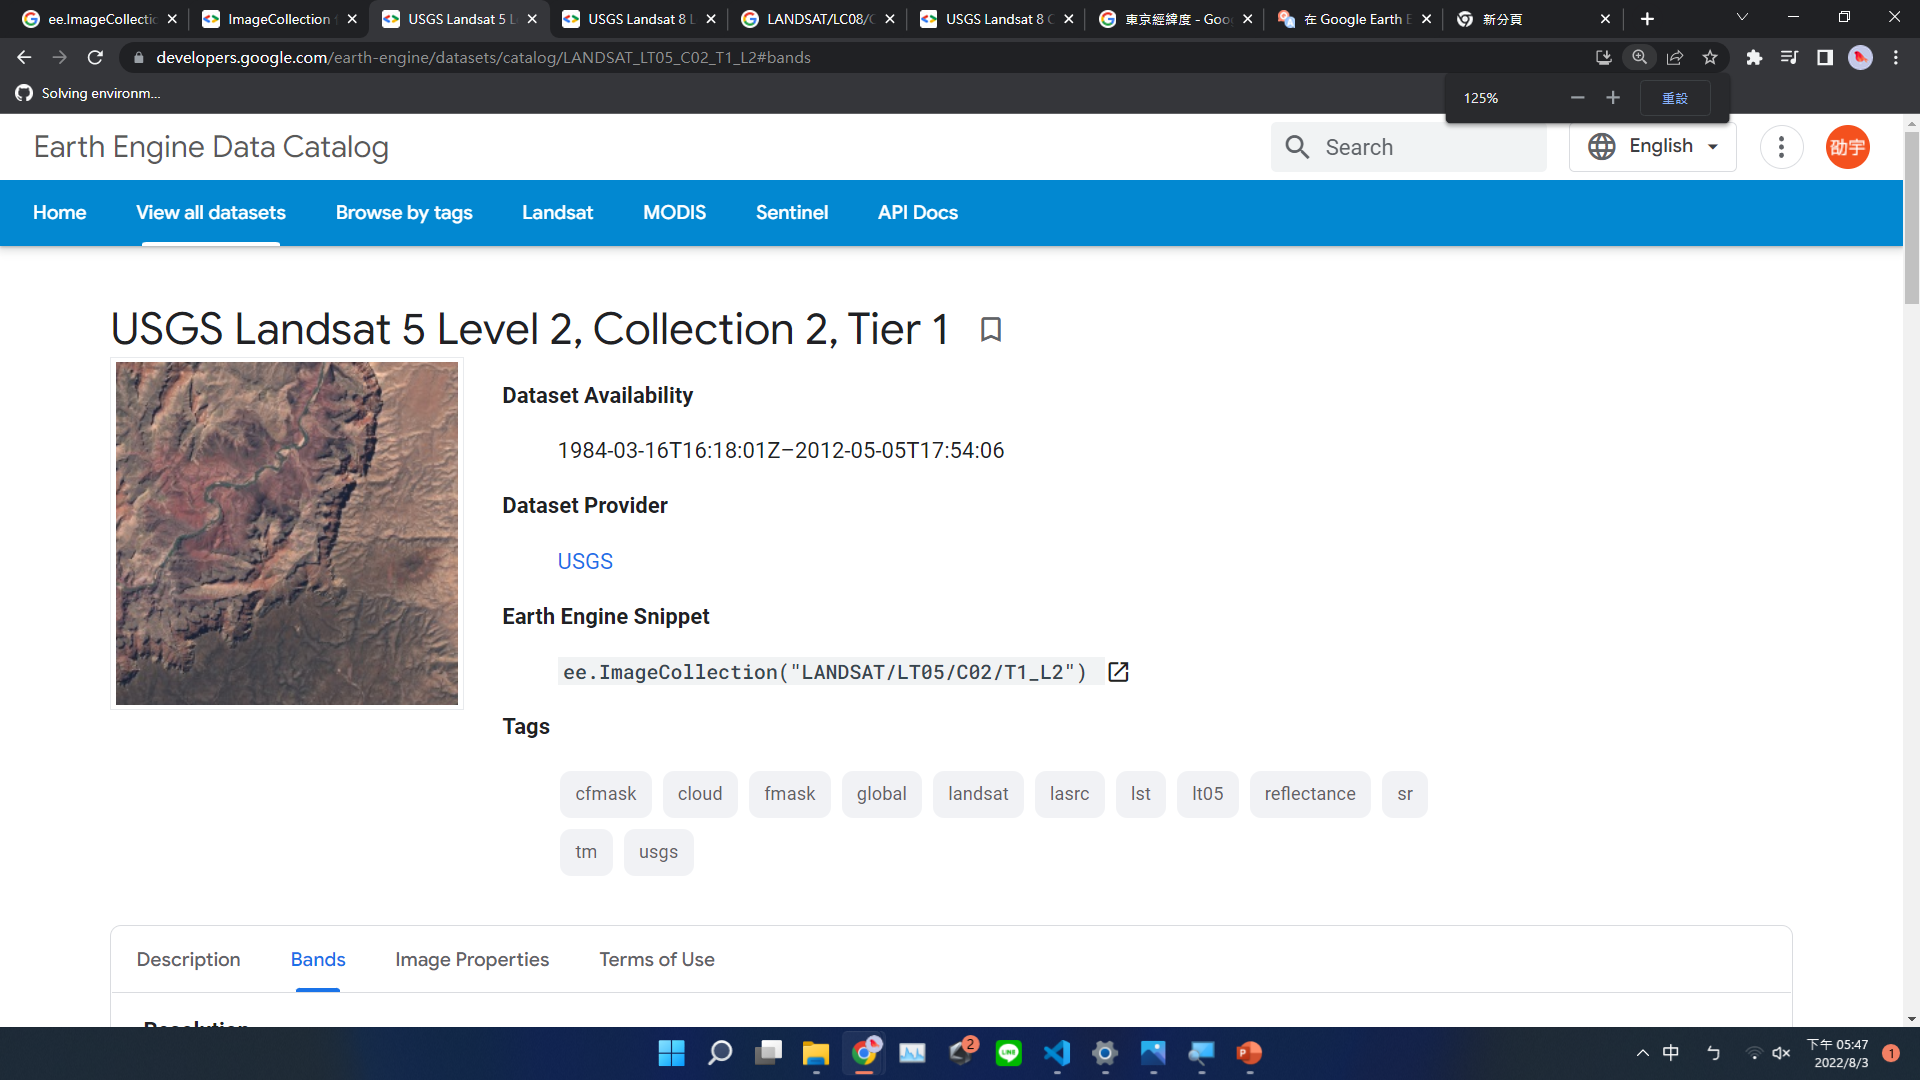 ee.ImageCollectio
ImageCollection
USGS Landsat 5 L
USGS Landsat 8 L
LANDSAT/LC08/C
USGS Landsat 8 C
東京經緯度 - Goo
在 Google Earth E
新分頁
developers.google.com/earth-engine/datasets/catalog/LANDSAT_LT05_C02_T1_L2#bands
Solving environm...
125%
重設
Earth Engine Data Catalog
Search
English
劭宇
Home
View all datasets
Browse by tags
Landsat
MODIS
Sentinel
API Docs
USGS Landsat 5 Level 2, Collection 2, Tier 1
Dataset Availability
1984-03-16T16:18:01Z–2012-05-05T17:54:06
Dataset Provider
USGS
Earth Engine Snippet
ee.ImageCollection("LANDSAT/LT05/C02/T1_L2")
Tags
cfmask
cloud
fmask
global
landsat
lasrc
lst
lt05
reflectance
sr
tm
usgs
Description
Bands
Image Properties
Terms of Use
Resolution
2
LINE
中
ㄣ
下午 05:47
2022/8/3
1